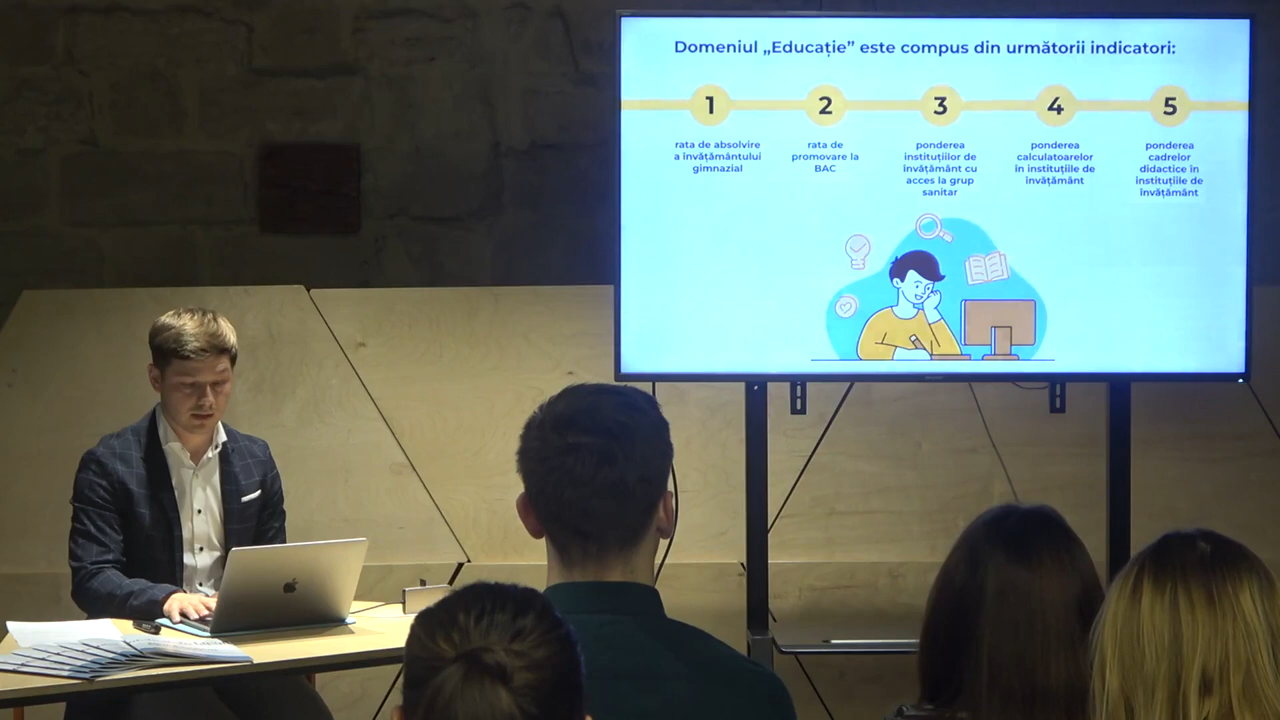 Domeniul „Educație” este compus din următorii indicatori:
1
rata de absolvire
a învățământului
gimnazial
2
rata de
promovare la
BAC
3
ponderea
instituțiilor de
învățământ cu
acces la grup
sanitar
4
ponderea
calculatoarelor
în instituțiile de
învățământ
5
ponderea
cadrelor
didactice în
instituțiile de
învățământ